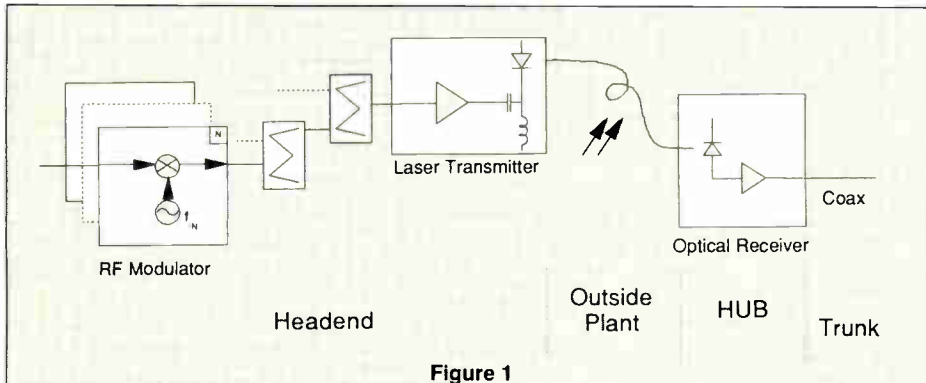 N
f
N
RF Modulator
Laser Transmitter
Optical Receiver
Coax
Headend
Outside
Plant
HUB
Trunk
Figure 1